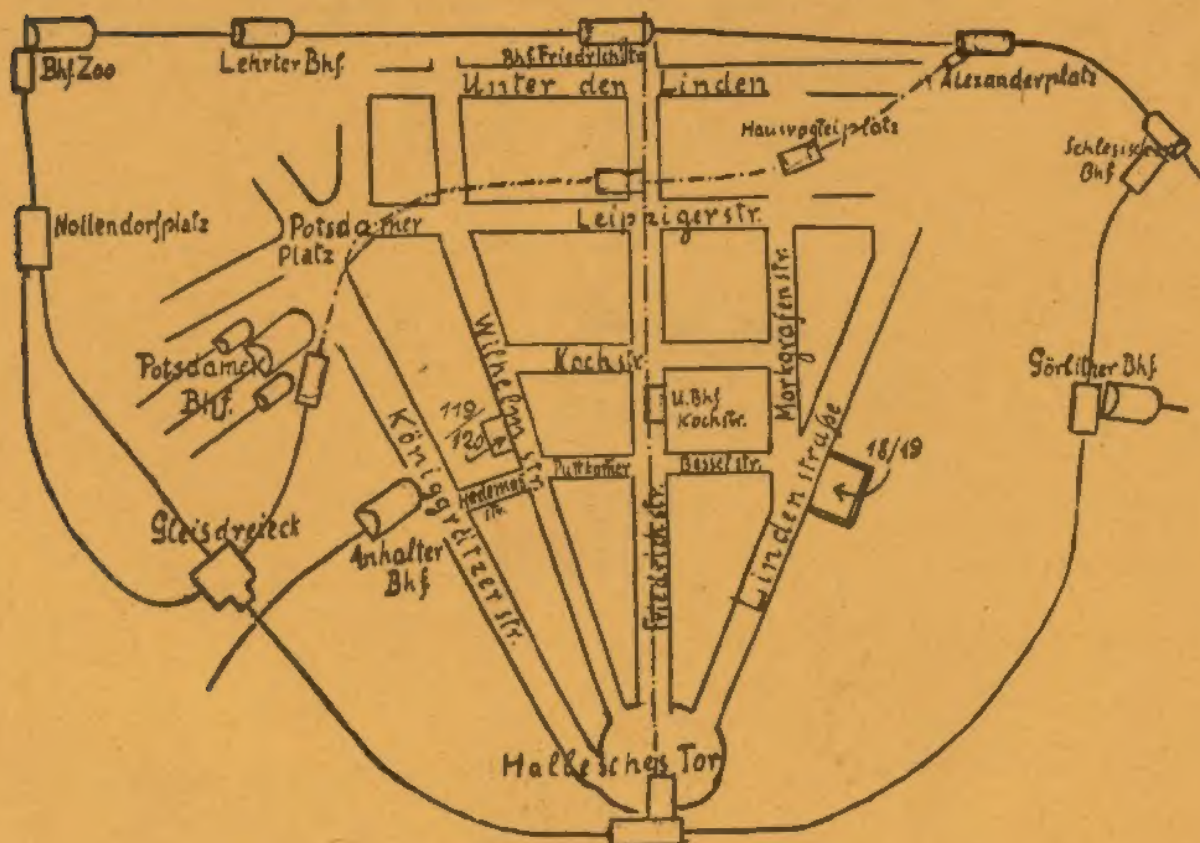 Bhf. Zoo
Lehrter Bhf.
Bhf. Friedrichstr.
Alexanderplatz
Unter den Linden
Hausvogteiplatz
Schlesischer
Bhf.
Nollendorfplatz
Potsdamer
Platz
Leipzigerstr.
Markgrafenstr.
Wilhelmstr.
Kochstr.
Potsdamer
Bhf.
Görlitzer Bhf.
U.Bhf.
Kochstr.
119/
120
Königgrätzerstr.
Puttkamer
Besselstr.
18/19
Lindenstraße
Hedeman
str.
Friedrichstr.
Gleisdreieck
Anhalter
Bhf.
Hallesches Tor